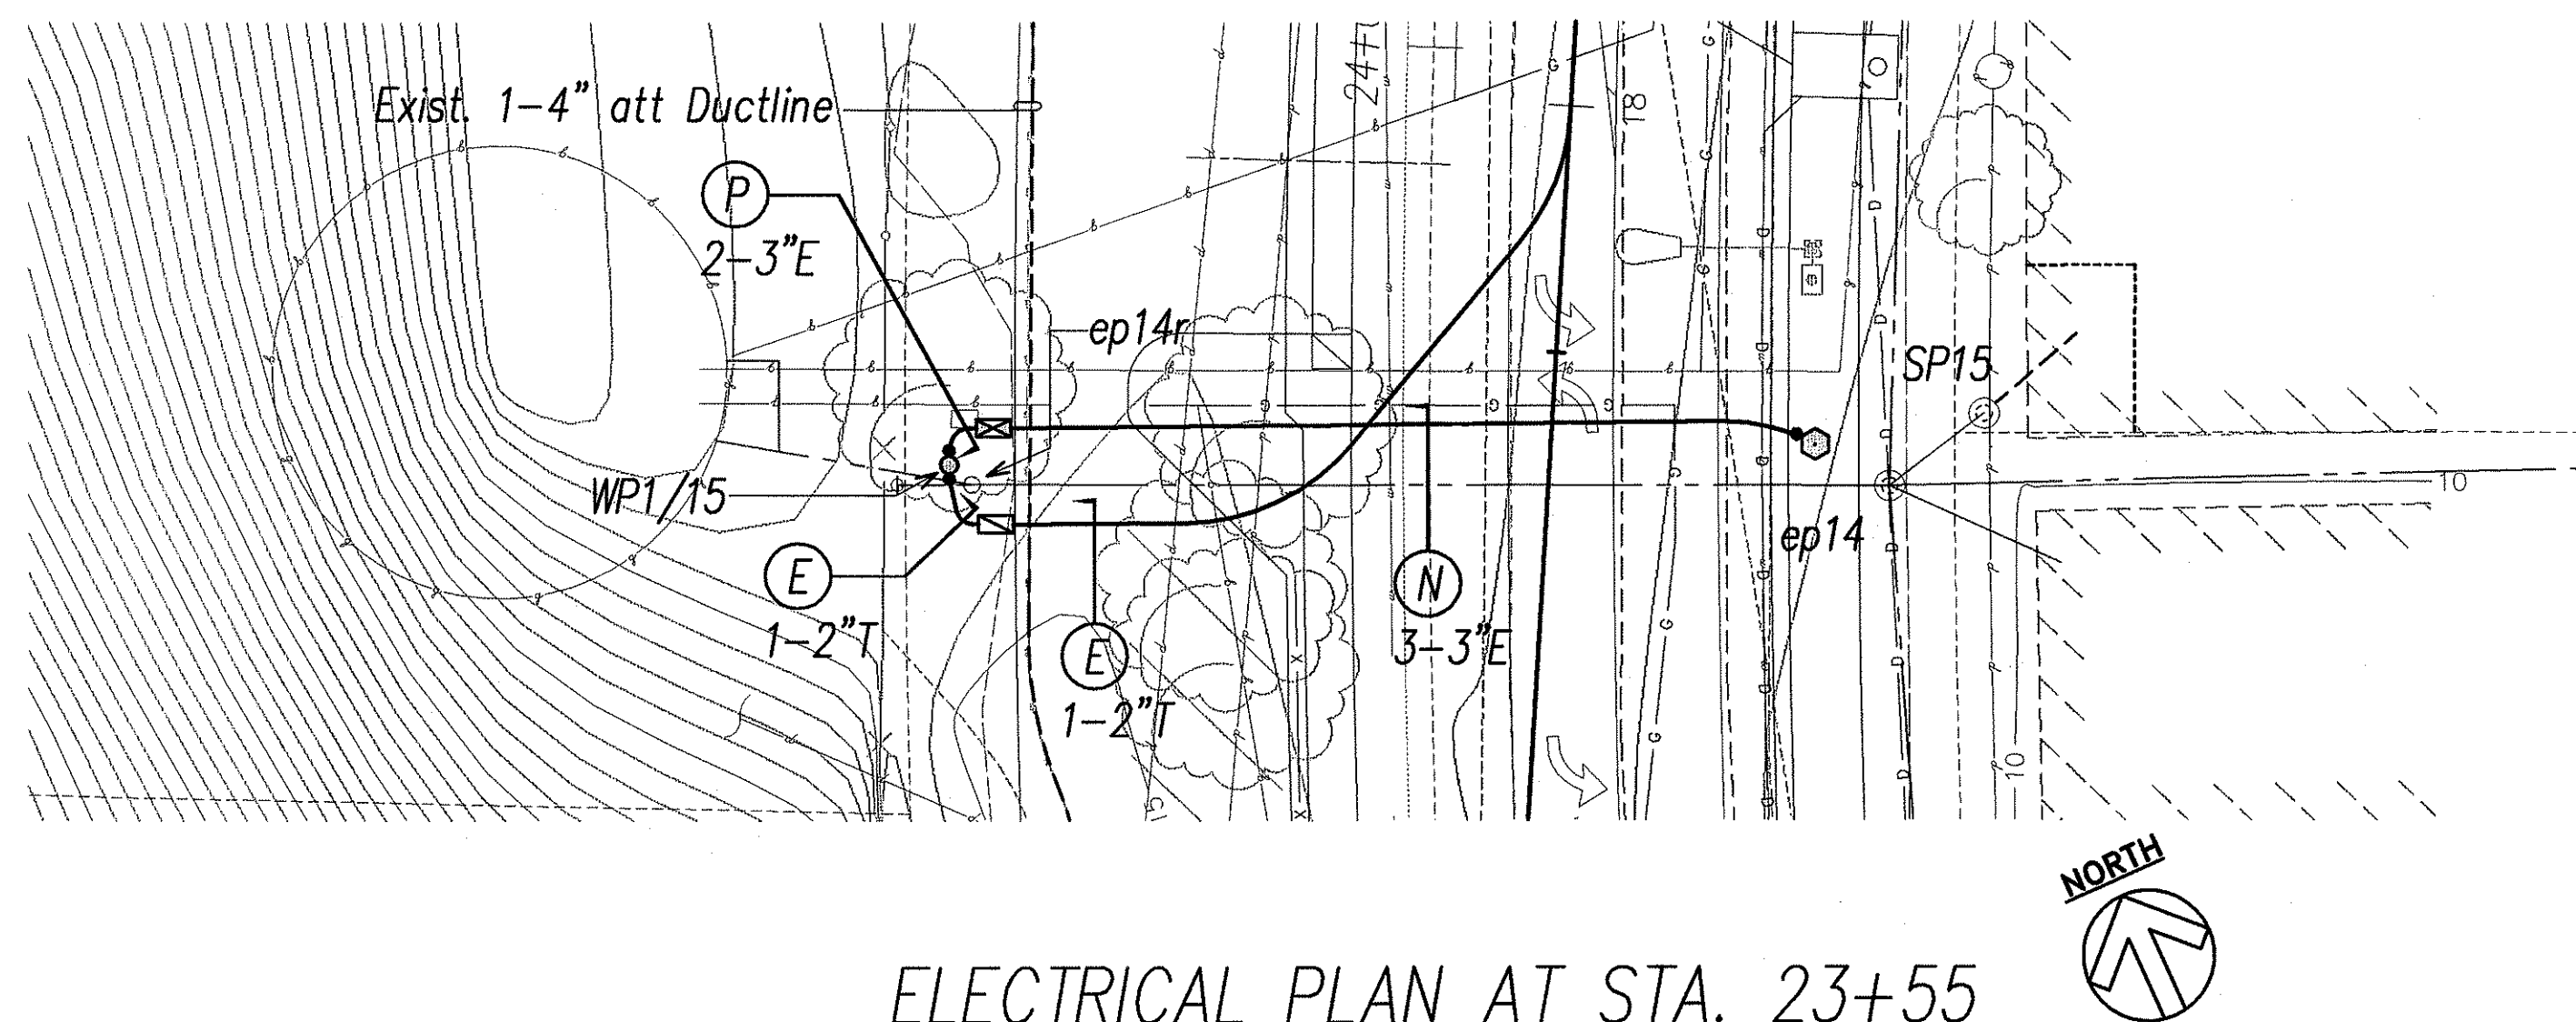 24+
Exist. 1-4" att Ductline
18
P
2-3"E
ep14r
SP15
WP1/15
10
ep14
E
1-2"T
N
3-3"E
E
1-2"T
10
NORTH
ELECTRICAL PLAN AT STA. 23+55